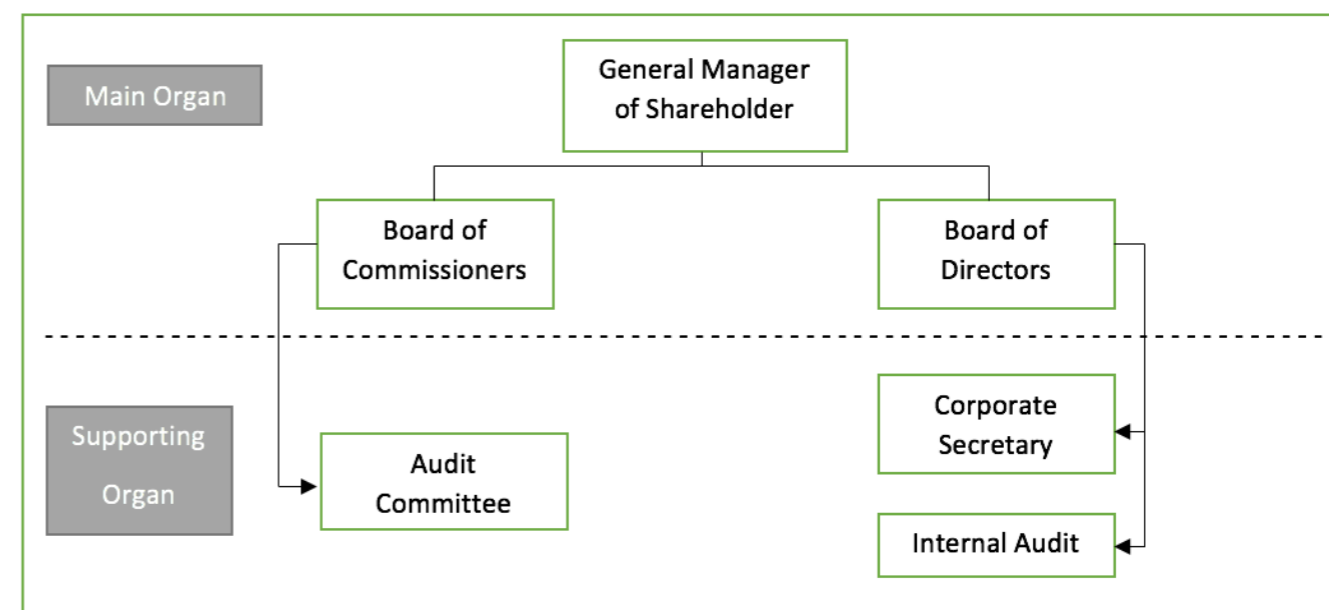 Main Organ
General Manager
of Shareholder
Board of
Commissioners
Board of
Directors
Supporting
Organ
Audit
Committee
Corporate
Secretary
Internal Audit